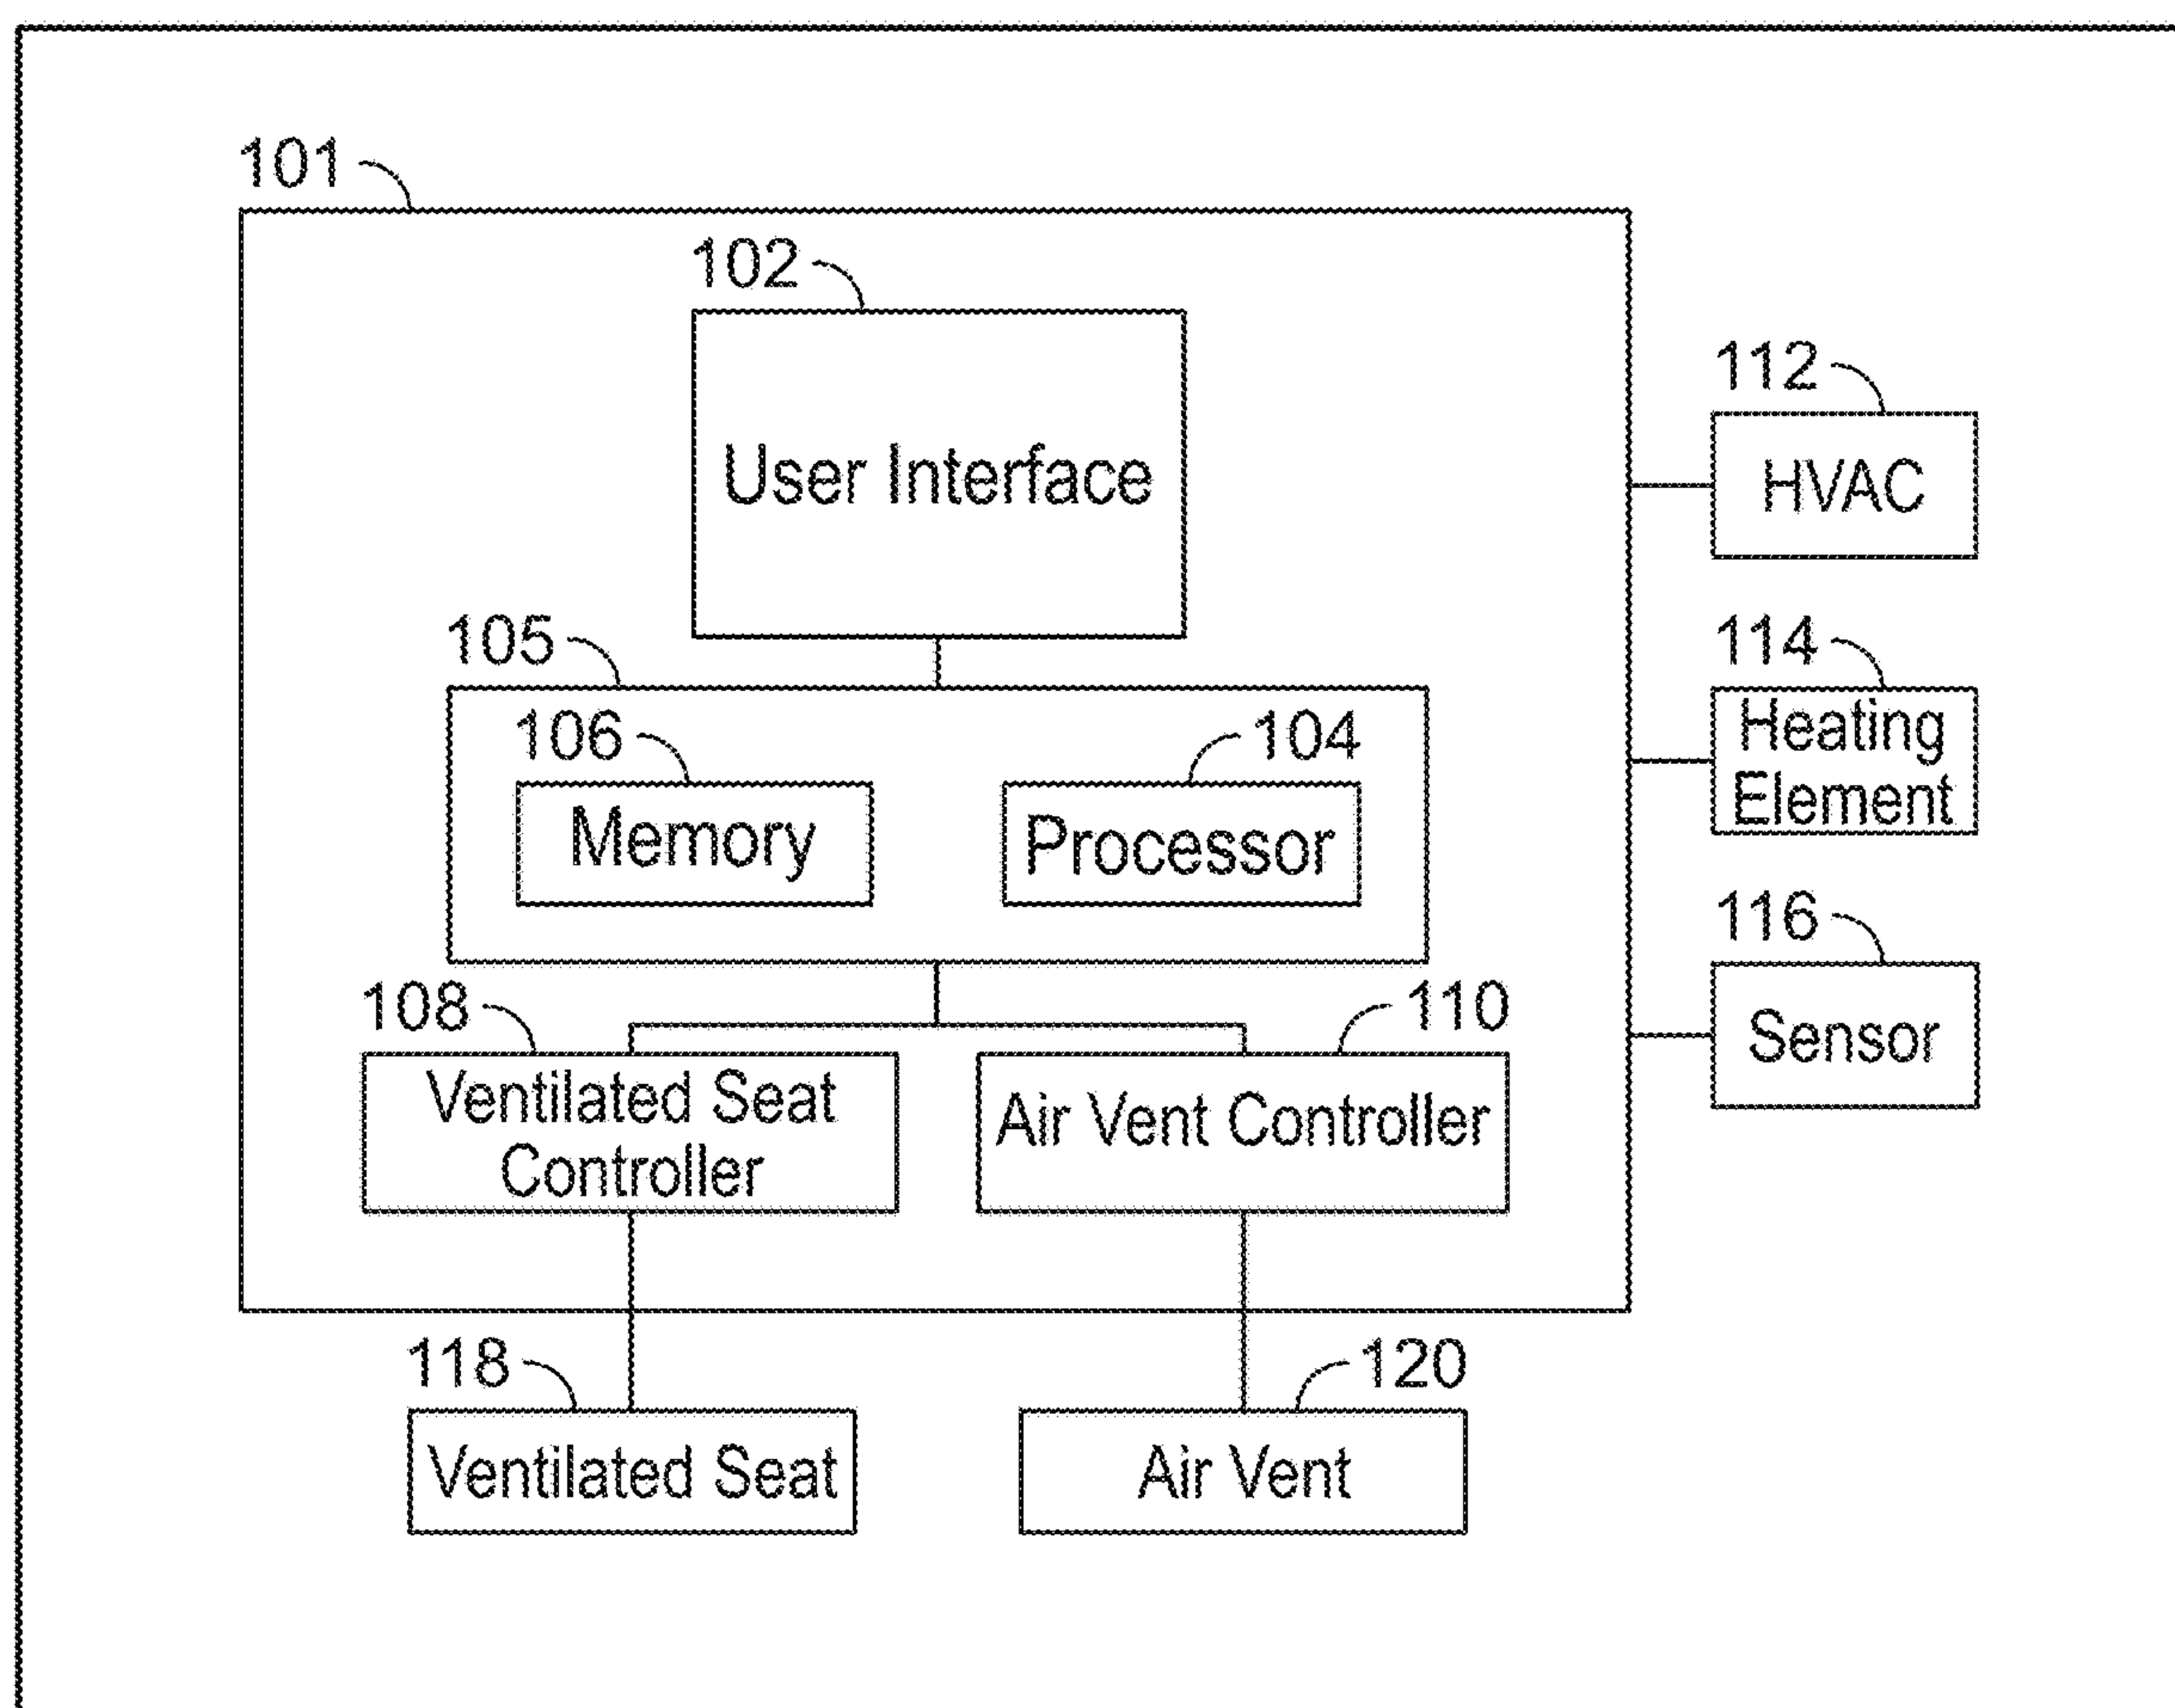 101
102
User Interface
112
HVAC
105
114
Heating
Element
106
104
Memory
Processor
116
Sensor
108
110
Ventilated Seat
Controller
Air Vent Controller
118
120
Ventilated Seat
Air Vent